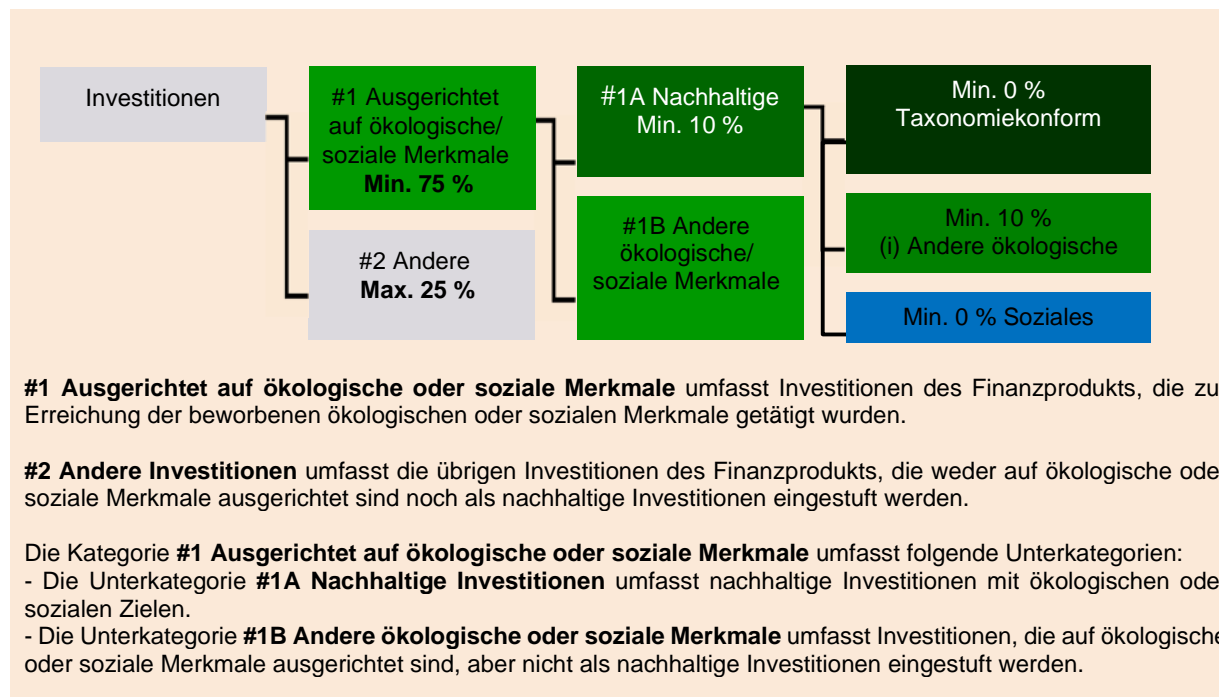 Investitionen
#1 Ausgerichtet
auf ökologische/
soziale Merkmale
Min. 75 %
#2 Andere
Max. 25 %
#1A Nachhaltige
Min. 10 %
#1B Andere
ökologische/
soziale Merkmale
Min. 0 %
Taxonomiekonform
Min. 10 %
(i) Andere ökologische
Min. 0 % Soziales
#1 Ausgerichtet auf ökologische oder soziale Merkmale umfasst Investitionen des Finanzprodukts, die zu
Erreichung der beworbenen ökologischen oder sozialen Merkmale getätigt wurden.
#2 Andere Investitionen umfasst die übrigen Investitionen des Finanzprodukts, die weder auf ökologische ode
soziale Merkmale ausgerichtet sind noch als nachhaltige Investitionen eingestuft werden.
Die Kategorie #1 Ausgerichtet auf ökologische oder soziale Merkmale umfasst folgende Unterkategorien:
- Die Unterkategorie #1A Nachhaltige Investitionen umfasst nachhaltige Investitionen mit ökologischen ode
sozialen Zielen.
- Die Unterkategorie #1B Andere ökologische oder soziale Merkmale umfasst Investitionen, die auf ökologische
oder soziale Merkmale ausgerichtet sind, aber nicht als nachhaltige Investitionen eingestuft werden.